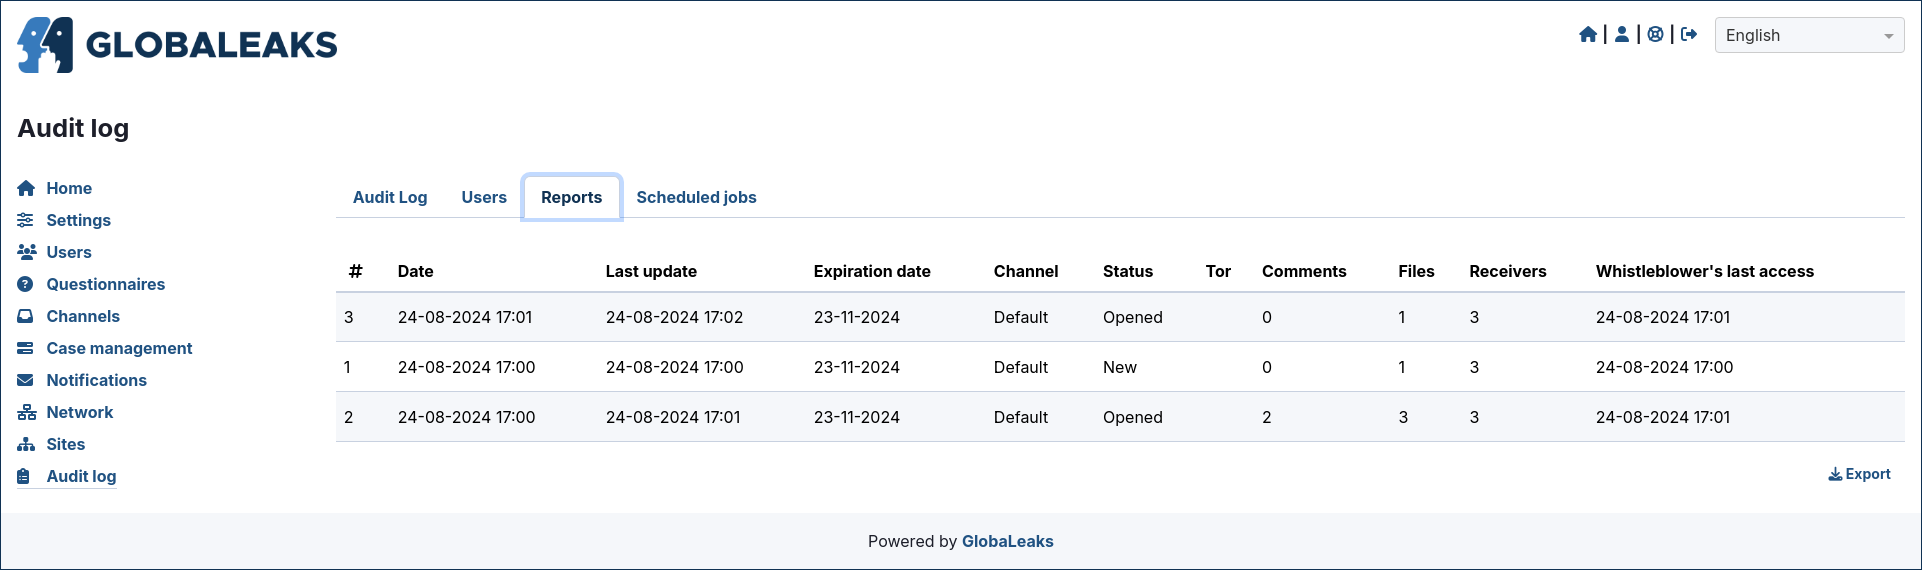 GLOBALEAKS
| | | English
Audit log
Home
Settings
Users
Questionnaires
Channels
Case management
Notifications
Network
Sites
Audit log
Audit Log Users Reports Scheduled jobs
# Date Last update Expiration date Channel Status Tor Comments Files Receivers Whistleblower's last access
3 24-08-2024 17:01 24-08-2024 17:02 23-11-2024 Default Opened 0 1 3 24-08-2024 17:01
1 24-08-2024 17:00 24-08-2024 17:00 23-11-2024 Default New 0 1 3 24-08-2024 17:00
2 24-08-2024 17:00 24-08-2024 17:01 23-11-2024 Default Opened 2 3 3 24-08-2024 17:01
Export
Powered by GlobaLeaks